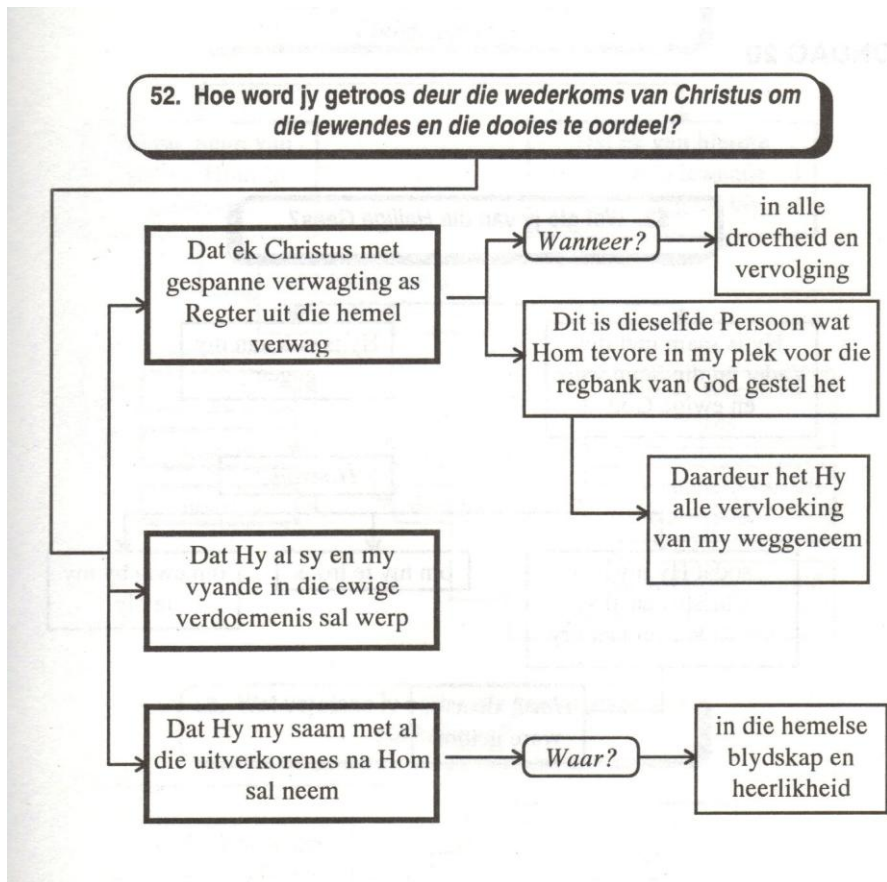 52. Hoe word jy getroos deur die wederkoms van Christus om
die lewendes en die dooies te oordeel?
Dat ek Christus met
gespanne verwagting as
Regter uit die hemel
verwag
Wanneer?
in alle
droefheid en
vervolging
Dit is dieselfde Persoon wat
Hom tevore in my plek voor die
regbank van God gestel het
Daardeur het Hy
alle vervloeking
van my weggeneem
Dat Hy al sy en my
vyande in die ewige
verdoemenis sal werp
Dat Hy my saam met al
die uitverkorenes na Hom
sal neem
Waar?
in die hemelse
blydskap en
heerlikheid